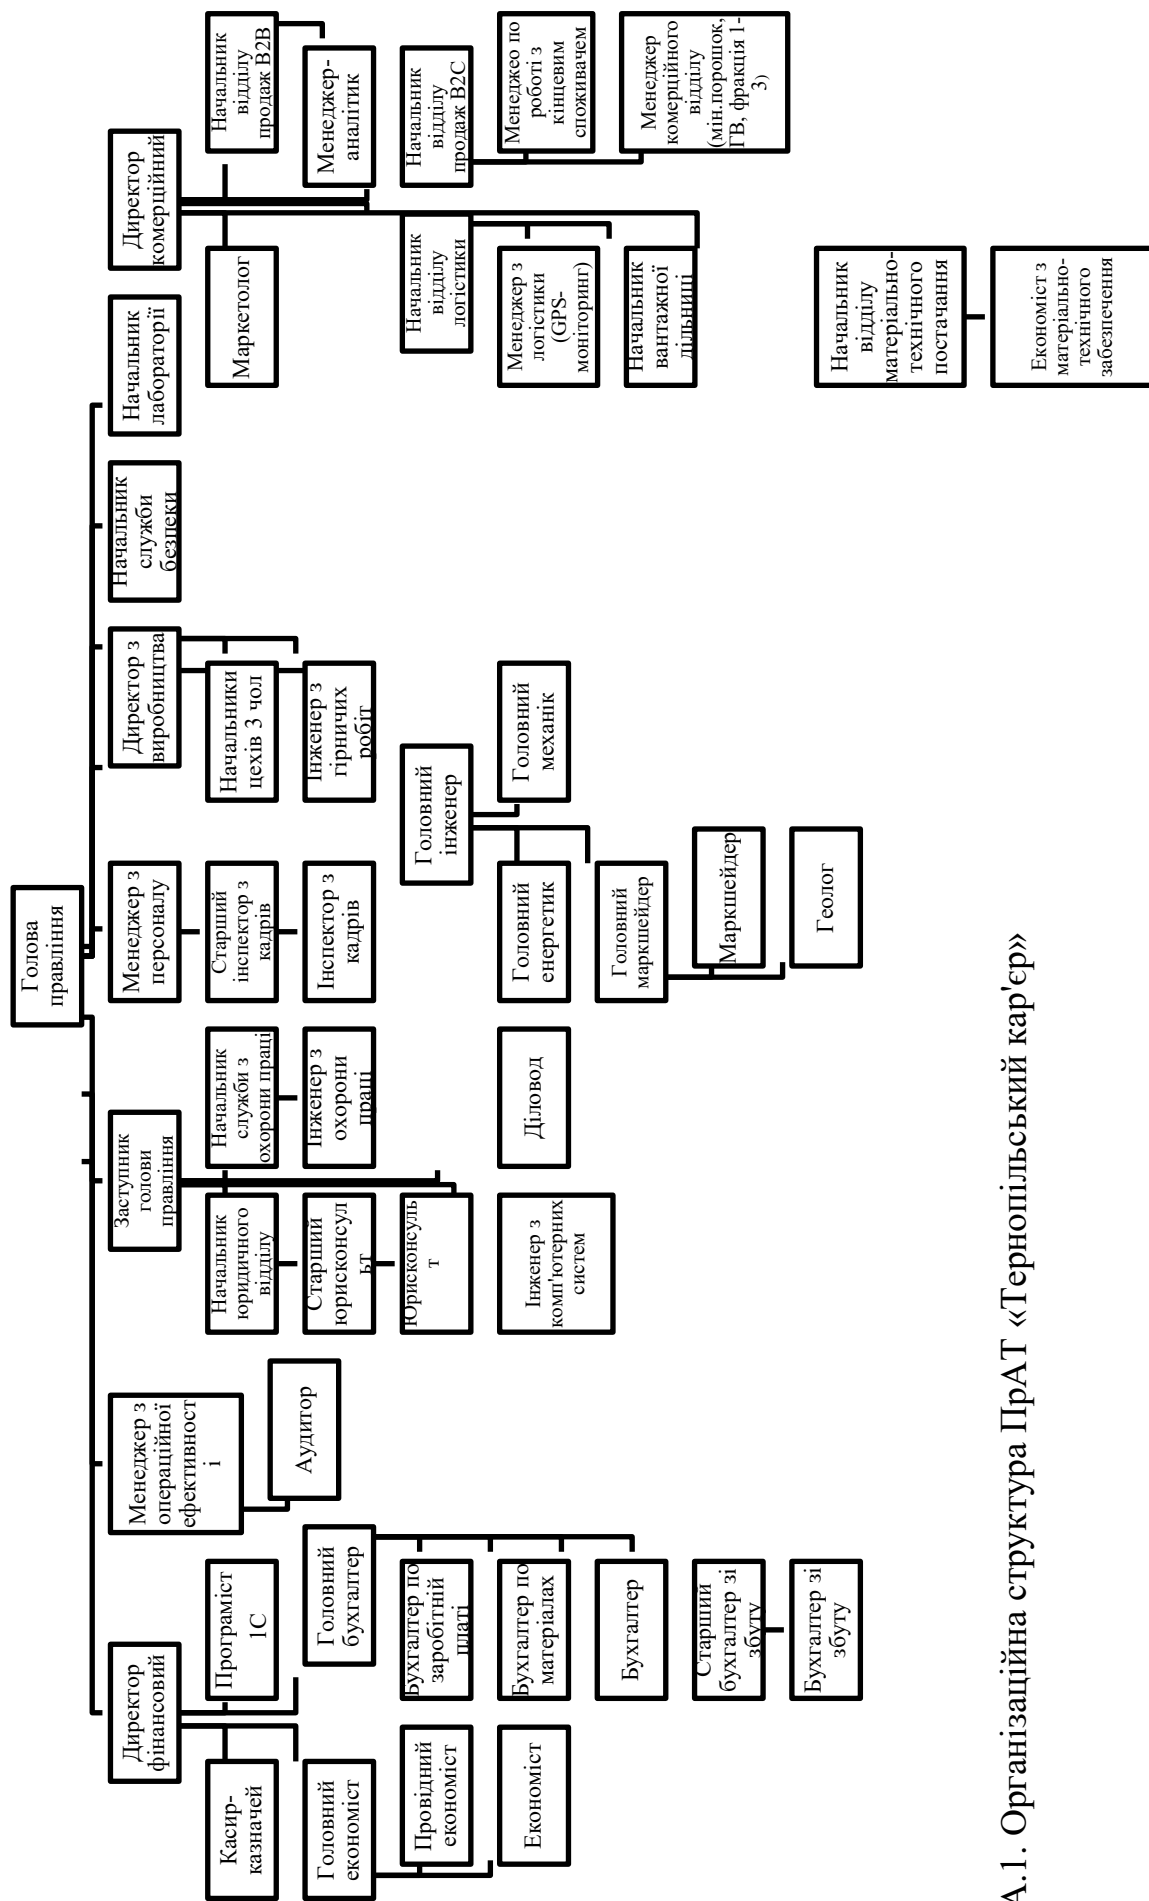 Голова
правління
Директор
фінансовий
Касир-
казначей
Програміст
1С
Головний
економіст
Провідний
економіст
Економіст
Головний
бухгалтер
Бухгалтер по
заробітній
платі
Бухгалтер по
матеріалах
Бухгалтер
Старший
бухгалтер зі
збуту
Бухгалтер зі
збуту
Менеджер з
операційної
ефективност
і
Аудитор
Заступник
голови
правління
Начальник
юридичного
відділу
Старший
юрисконсул
ьт
Юрисконсуль
т
Інженер з
комп'ютерних
систем
Начальник
служби з
охорони праці
Інженер з
охорони
праці
Діловод
Менеджер з
персоналу
Старший
інспектор з
кадрів
Інспектор з
кадрів
Директор з
виробництва
Начальники
цехів 3 чол
Інженер з
гірничих
робіт
Головний
інженер
Головний
енергетик
Головний
механік
Головний
маркшейдер
Маркшейдер
Геолог
Начальник
служби
безпеки
Начальник
лабораторії
Директор
комерційний
Маркетолог
Начальник
відділу
продаж В2В
Менеджер-
аналітик
Начальник
відділу
логістики
Менеджер з
логістики
(GPS-
моніторинг)
Начальник
вантажної
дільниці
Начальник
відділу
продаж В2С
Менеджео по
роботі з
кінцевим
споживачем
Менеджер
комерційного
відділу
(мін.порошок,
ГВ, фракція 1-
3)
Начальник
відділу
матеріально-
технічного
постачання
Економіст з
матеріально-
технічного
забезпечення
А.1. Організаційна структура ПрАТ «Тернопільський кар'єр»